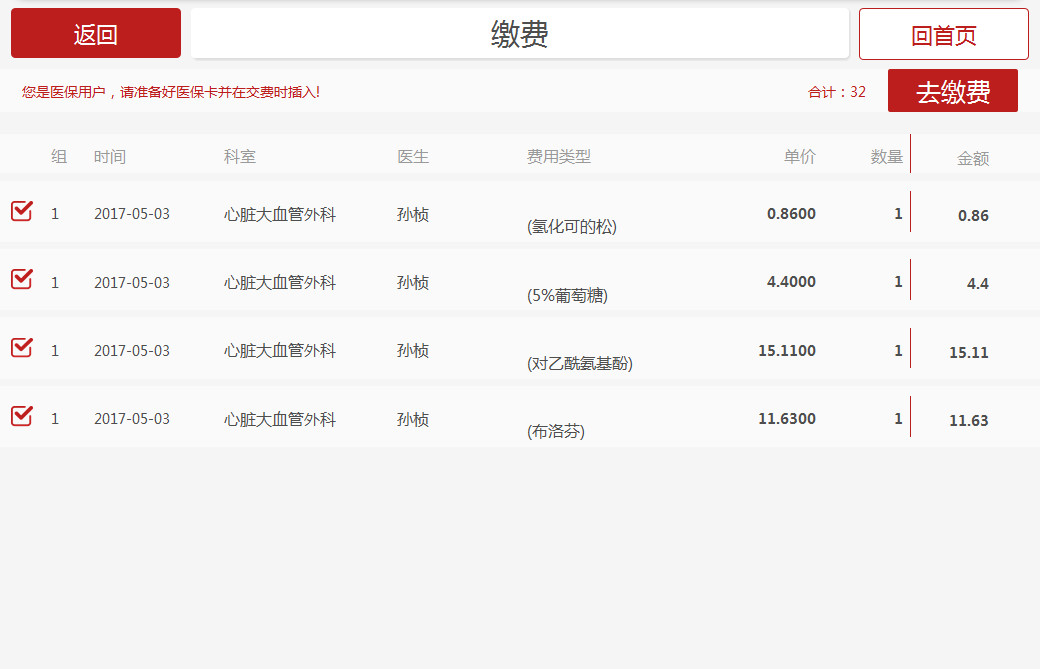 返回 缴费 回首页
您是医保用户，请准备好医保卡并在交费时插入! 合计：32 去缴费
组 时间 科室 医生 费用类型 单价 数量 金额
1 2017-05-03 心脏大血管外科 孙桢 (氢化可的松) 0.8600 1 0.86
1 2017-05-03 心脏大血管外科 孙桢 (5%葡萄糖) 4.4000 1 4.4
1 2017-05-03 心脏大血管外科 孙桢 (对乙酰氨基酚) 15.1100 1 15.11
1 2017-05-03 心脏大血管外科 孙桢 (布洛芬) 11.6300 1 11.63